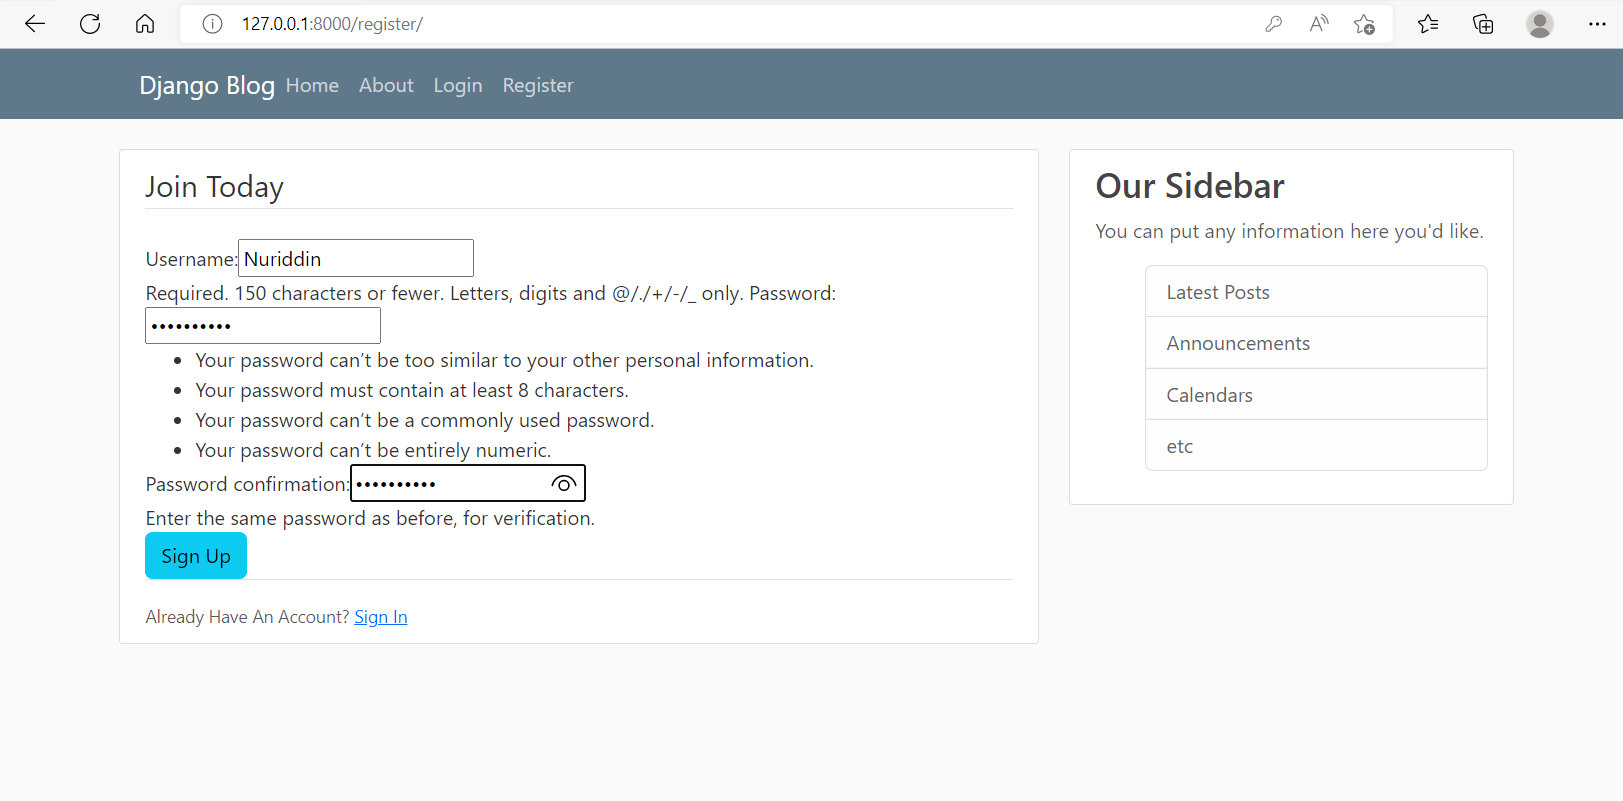 127.0.0.1:8000/register/
Django Blog Home About Login Register
Join Today
Username: Nuriddin
Required. 150 characters or fewer. Letters, digits and @/./+/-/_ only. Password:
••••••••••
• Your password can’t be too similar to your other personal information.
• Your password must contain at least 8 characters.
• Your password can’t be a commonly used password.
• Your password can’t be entirely numeric.
Password confirmation: ••••••••••
Enter the same password as before, for verification.
Sign Up
Already Have An Account? Sign In
Our Sidebar
You can put any information here you'd like.
Latest Posts
Announcements
Calendars
etc